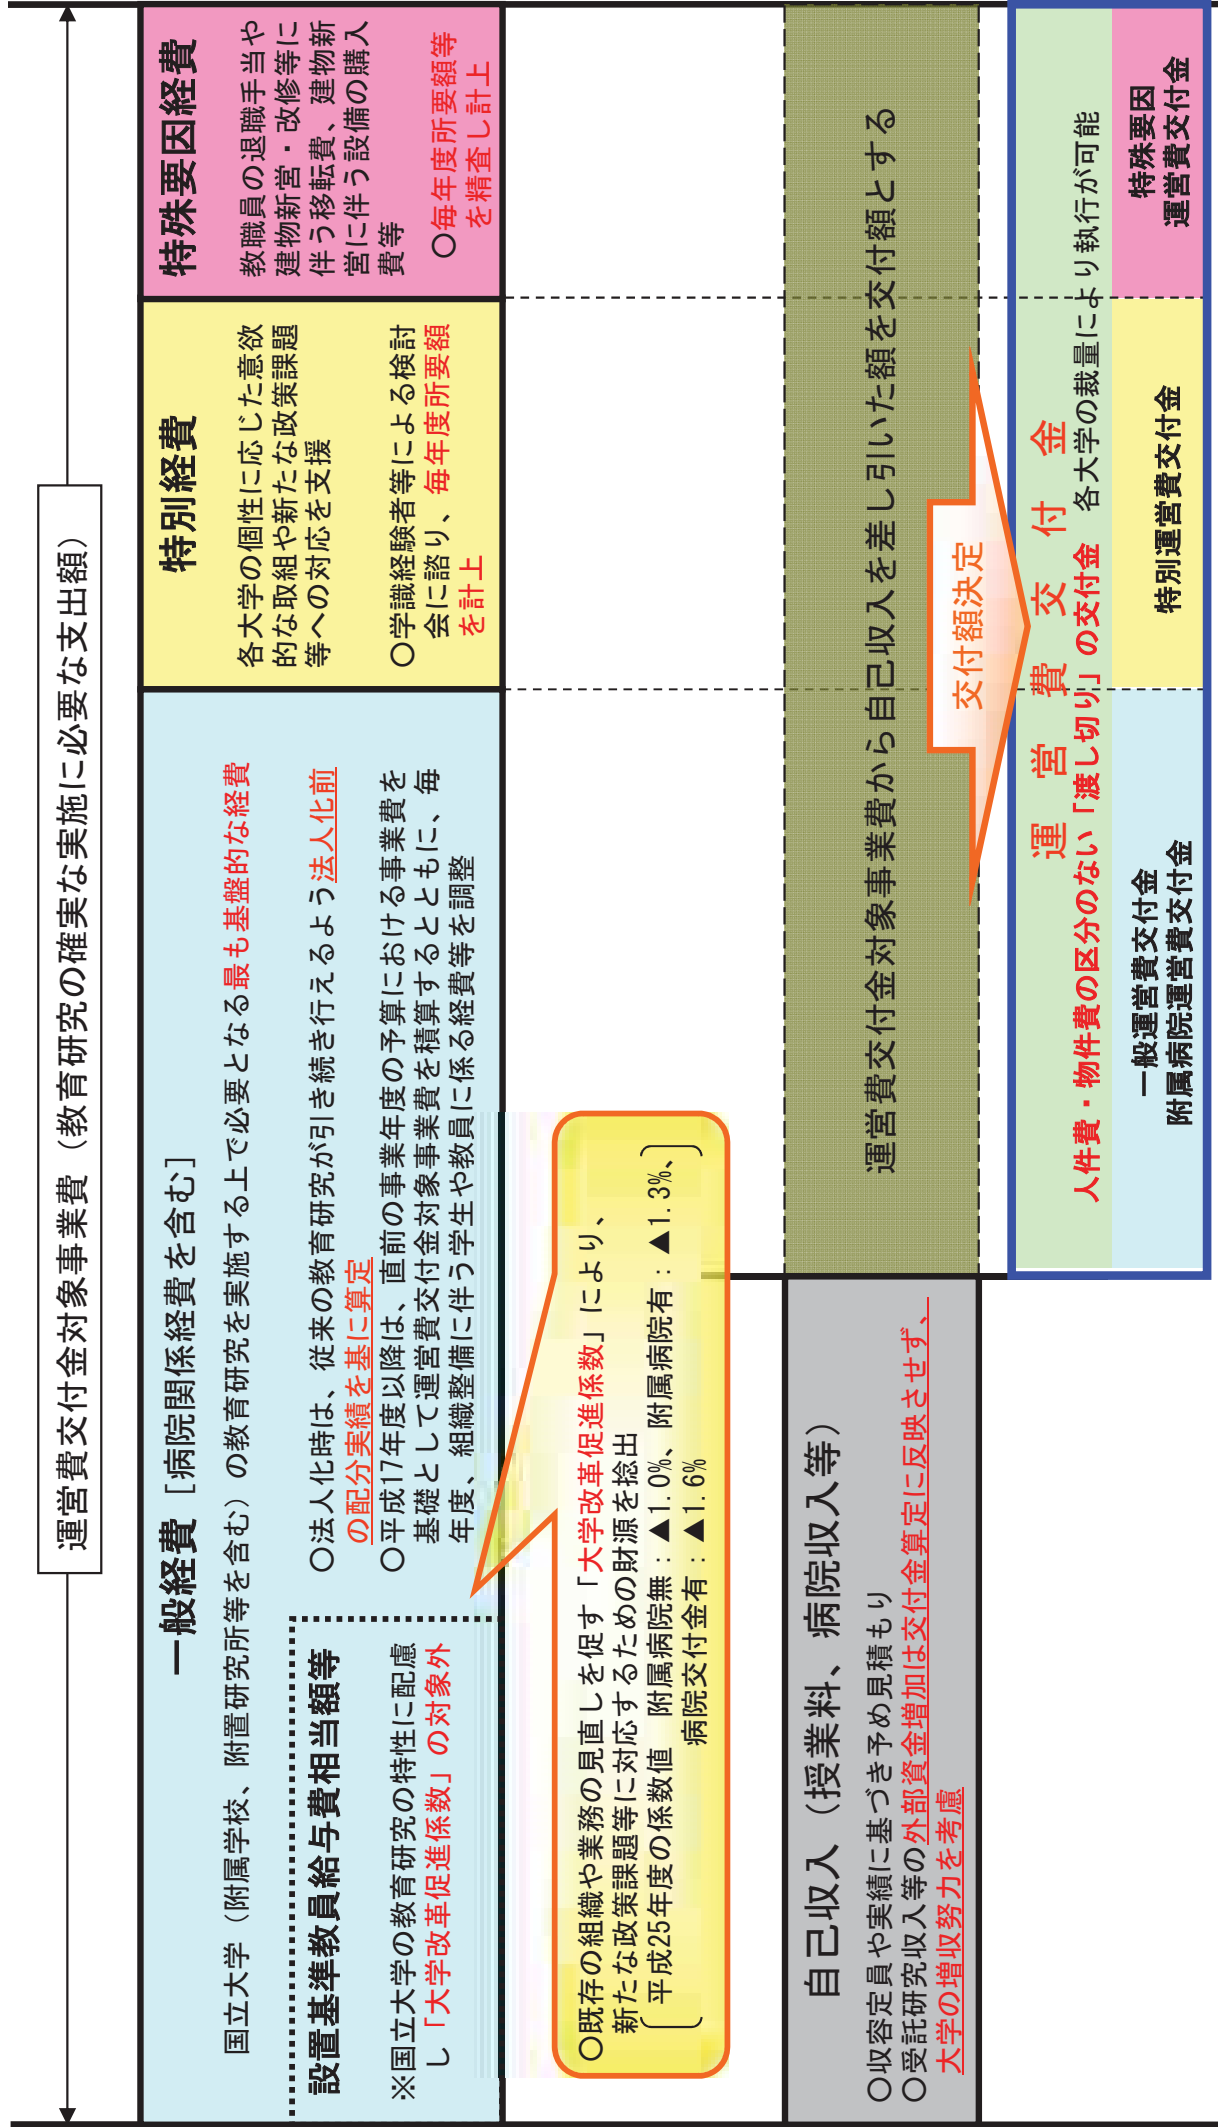 運営費交付金対象事業費（教育研究の確実な実施に必要な支出額）
一般経費［病院関係経費を含む］
国立大学（附属学校、附置研究所等を含む）の教育研究を実施する上で必要となる最も基盤的な経費
〇法人化時は、従来の教育研究が引き続き行えるよう法人化前
の配分実績を基に算定
〇平成17年度以降は、直前の事業年度の予算における事業費を
基礎として運営費交付金対象事業費を積算するとともに、毎
年度、組織整備に伴う学生や教員に係る経費等を調整
設置基準教員給与費相当額等
※国立大学の教育研究の特性に配慮
し「大学改革促進係数」の対象外
特別経費
各大学の個性に応じた意欲
的な取組や新たな政策課題
等への対応を支援
〇学識経験者等による検討
会に諮り、毎年度所要額
を計上
特殊要因経費
教職員の退職手当や
建物新営・改修等に
伴う移転費、建物新
営に伴う設備の購入
費等
〇毎年度所要額等
を精査し計上
〇既存の組織や業務の見直しを促す「大学改革促進係数」により、
新たな政策課題等に対応するための財源を捻出
平成25年度の係数値　附属病院無：▲1.0%、附属病院有：▲1.3%、
病院交付金有：▲1.6%
自己収入（授業料、病院収入等）
〇収容定員や実績に基づき予め見積もり
〇受託研究収入等の外部資金増加は交付金算定に反映させず、
大学の増収努力を考慮
運営費交付金対象事業費から自己収入を差し引いた額を交付額とする
交付額決定
運営費交付金
人件費・物件費の区分のない「渡し切り」の交付金　各大学の裁量により執行が可能
一般運営費交付金
附属病院運営費交付金
特別運営費交付金
特殊要因
運営費交付金